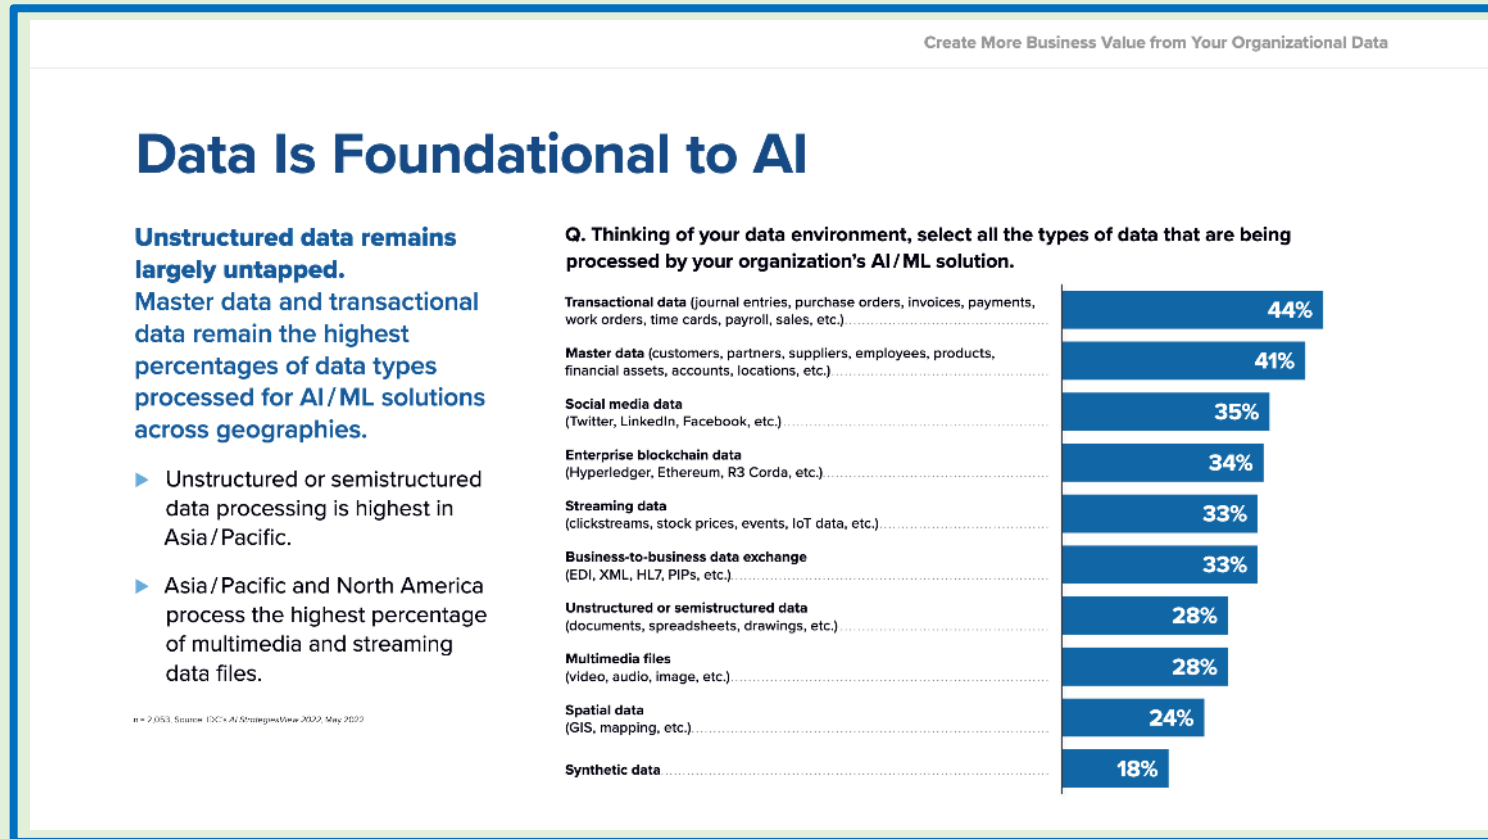 Create More Business Value from Your Organizational Data
Data Is Foundational to AI
Unstructured data remains
largely untapped.
Master data and transactional
data remain the highest
percentages of data types
processed for AI/ML solutions
across geographies.
Unstructured or semistructured
data processing is highest in
Asia/Pacific.
Asia/Pacific and North America
process the highest percentage
of multimedia and streaming
data files.
n = 2,053, Source: IDC's AI StrategiesView 2022, May 2022
Q. Thinking of your data environment, select all the types of data that are being
processed by your organization's AI/ML solution.
Transactional data (journal entries, purchase orders, invoices, payments,
work orders, time cards, payroll, sales, etc.)
44%
Master data (customers, partners, suppliers, employees, products,
financial assets, accounts, locations, etc.)
41%
Social media data
(Twitter, LinkedIn, Facebook, etc.)
35%
Enterprise blockchain data
(Hyperledger, Ethereum, R3 Corda, etc.)
34%
Streaming data
(clickstreams, stock prices, events, IoT data, etc.)
33%
Business-to-business data exchange
(EDI, XML, HL7, PIPs, etc.)
33%
Unstructured or semistructured data
(documents, spreadsheets, drawings, etc.)
28%
Multimedia files
(video, audio, image, etc.)
28%
Spatial data
(GIS, mapping, etc.)
24%
Synthetic data
18%